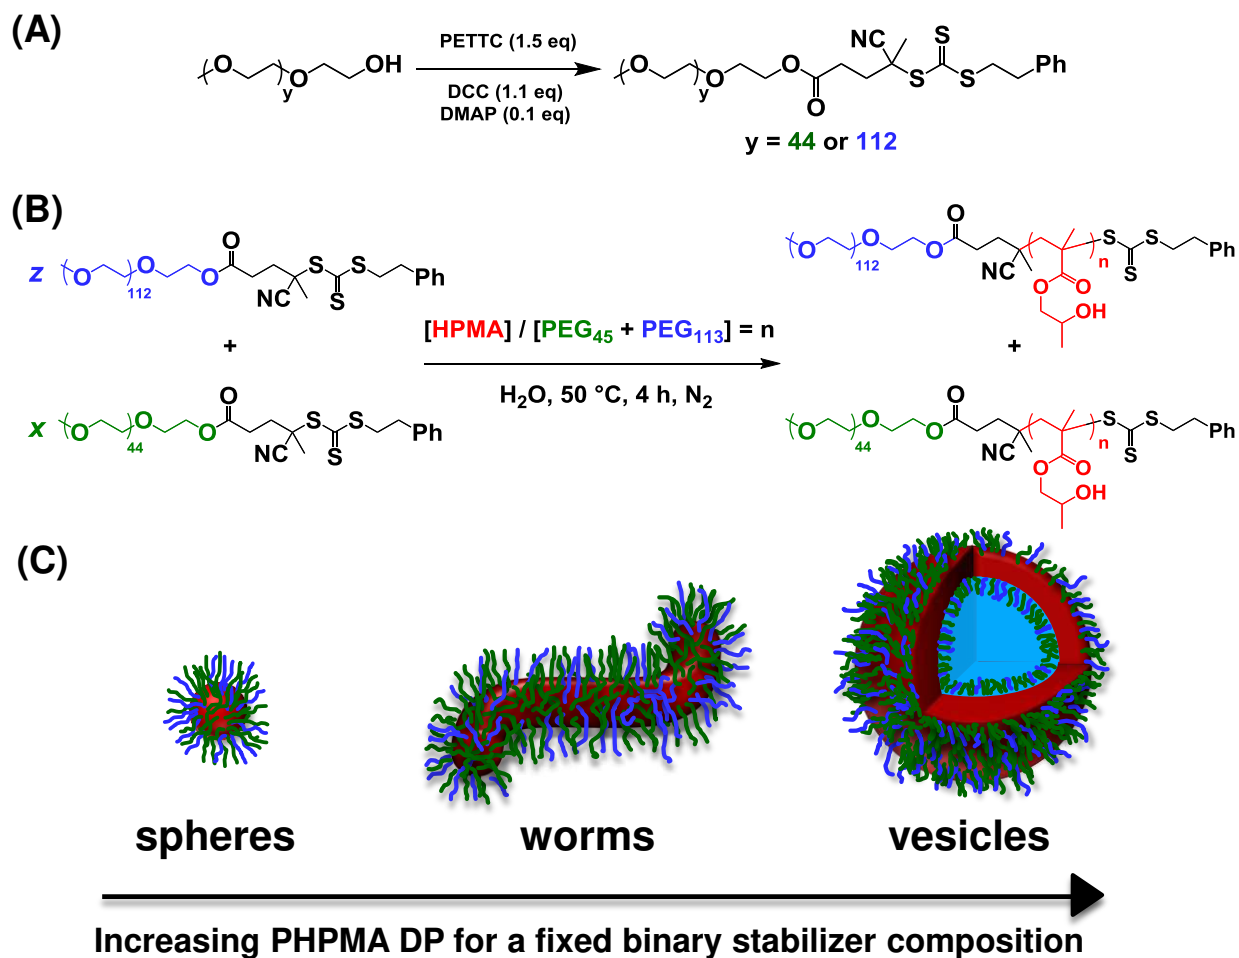 (A)
PETTC (1.5 eq)
DCC (1.1 eq)
DMAP (0.1 eq)
O y O OH
O y O O O NC S S S Ph
y = 44 or 112
(B)
z O 112 O O O NC S S S Ph
+
x O 44 O O O NC S S S Ph
[HPMA] / [PEG45 + PEG113] = n
H2O, 50 °C, 4 h, N2
O 112 O O O NC n O O OH S S S Ph
+
O 44 O O O NC n O O OH S S S Ph
(C)
spheres
worms
vesicles
Increasing PHPMA DP for a fixed binary stabilizer composition